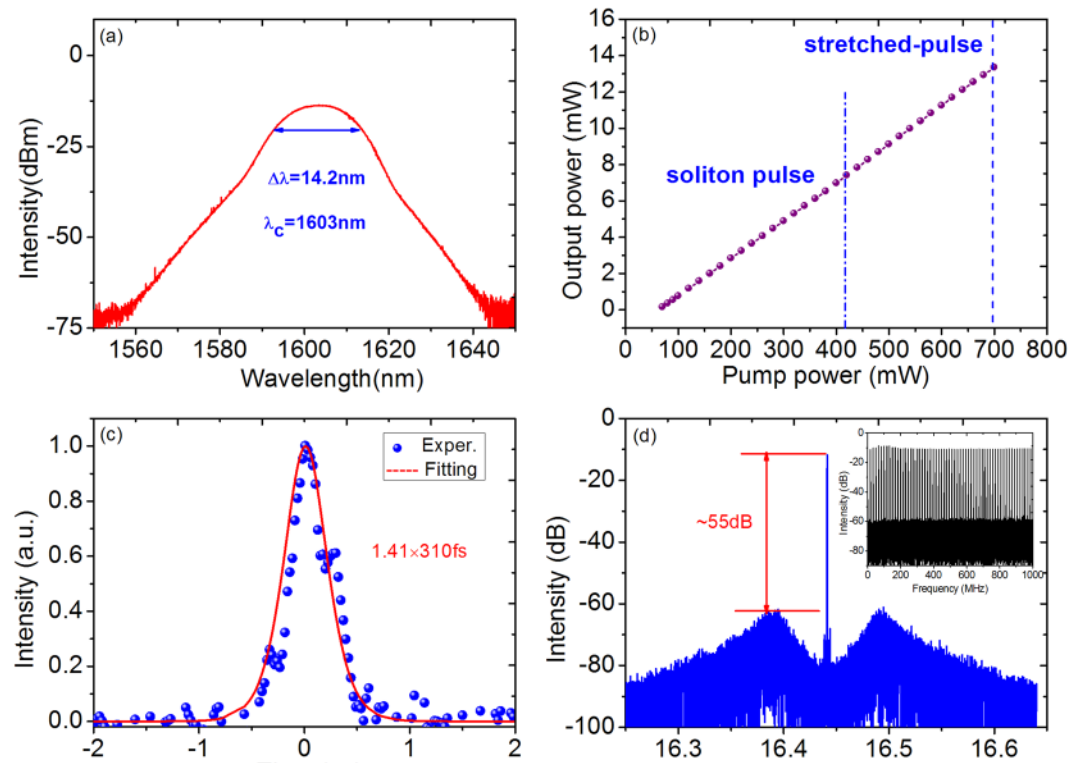 (a)
0
-25
-50
-75
Intensity(dBm)
Δλ=14.2nm
λc=1603nm
1560 1580 1600 1620 1640
Wavelength(nm)
(b)
16
14
12
10
8
6
4
2
0
Output power (mW)
stretched-pulse
soliton pulse
0 100 200 300 400 500 600 700 800
Pump power (mW)
(c)
1.0
0.8
0.6
0.4
0.2
0.0
Intensity (a.u.)
Exper.
Fitting
1.41×310fs
-2 -1 0 1 2
(d)
0
-20
-40
-60
-80
-100
Intensity (dB)
~55dB
16.3 16.4 16.5 16.6
0
-20
-40
-60
-80
Intensity (dB)
0 200 400 600 800 1000
Frequency (MHz)